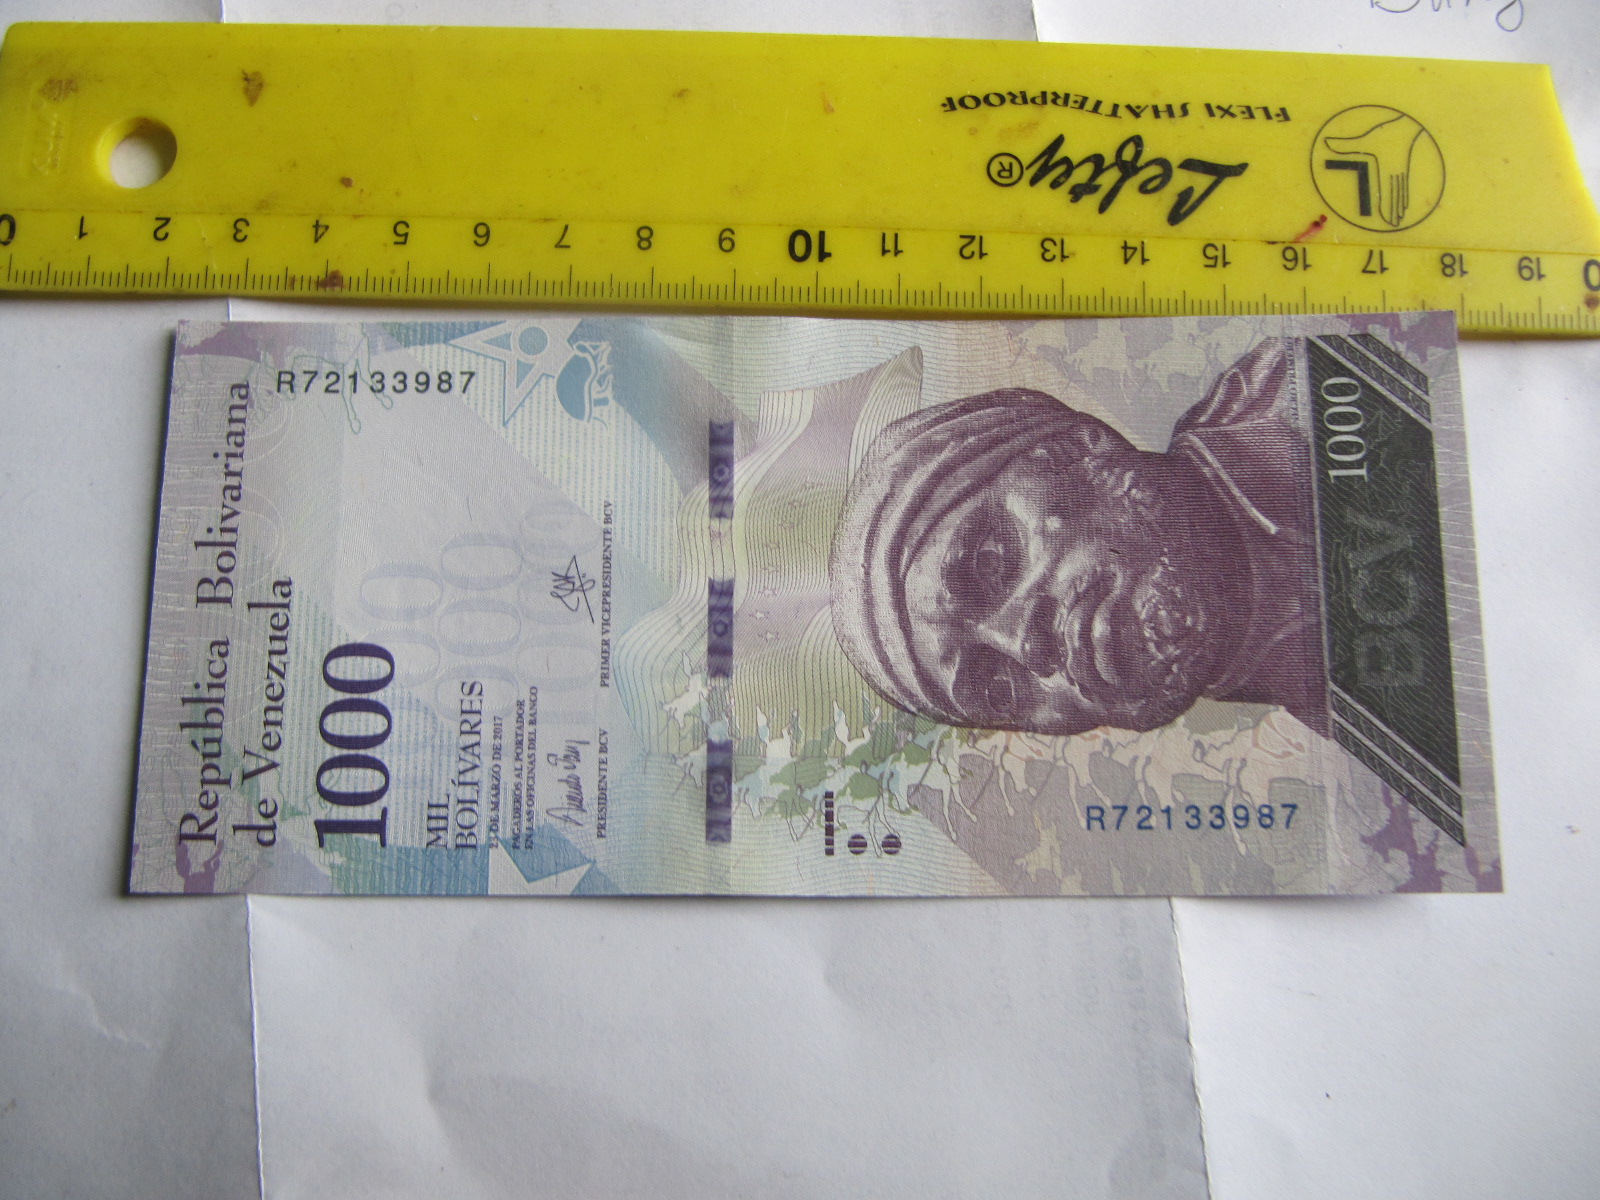 FLEXI SHATTERPROOF
Lefty®
L
0 1 2 3 4 5 6 7 8 9 10 11 12 13 14 15 16 17 18 19
República Bolivariana
de Venezuela
R72133987
1000
MIL
BOLÍVARES
23 DE MARZO DE 2017
PAGADEROS AL PORTADOR
EN LAS OFICINAS DEL BANCO
PRESIDENTE BCV
PRIMER VICEPRESIDENTE BCV
R72133987
BCV
1000